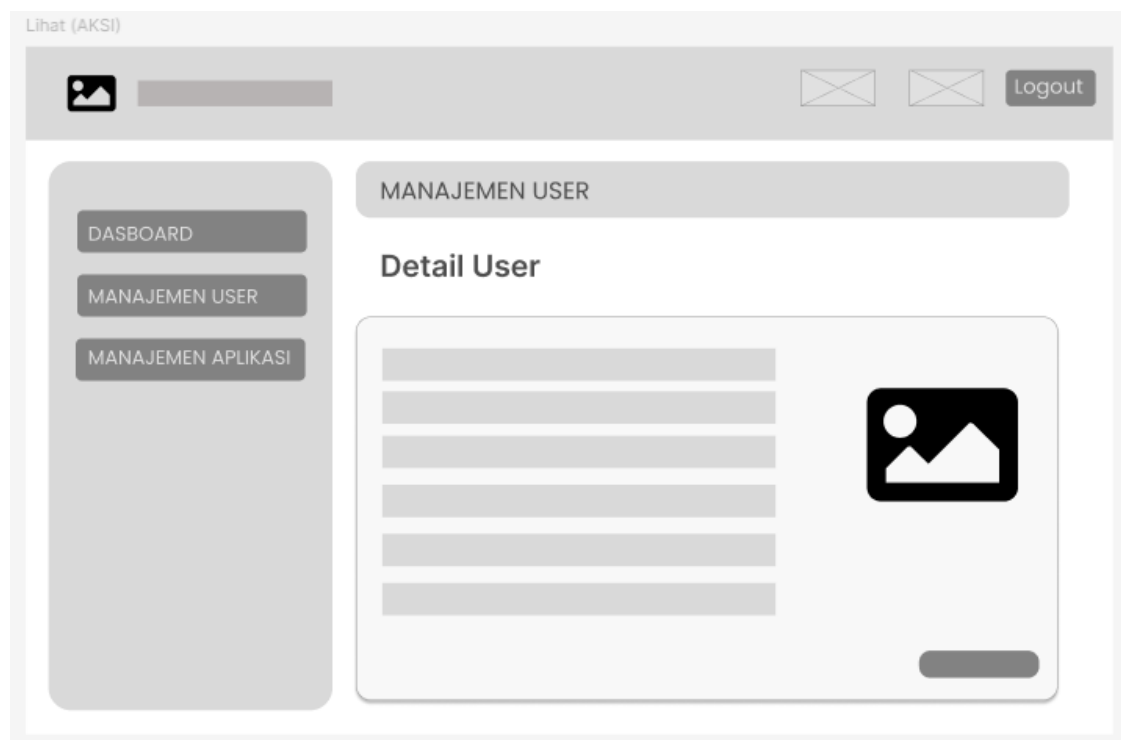 Lihat (AKSI)
Logout
MANAJEMEN USER
DASBOARD
MANAJEMEN USER
MANAJEMEN APLIKASI
Detail User